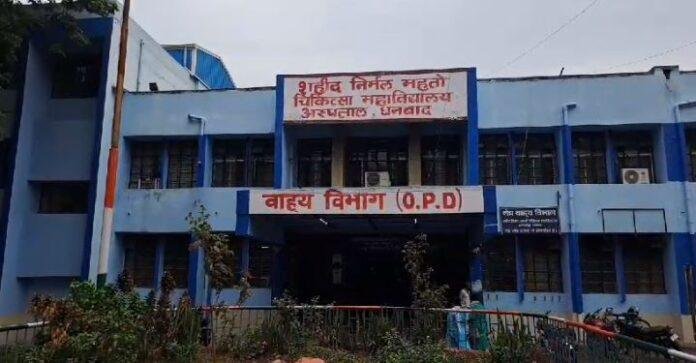 शहीद निर्मल महतो
चिकित्सा महाविद्यालय
अस्पताल, धनबाद
वाह्य विभाग (O.P.D)
नेत्र वाह्य विभाग